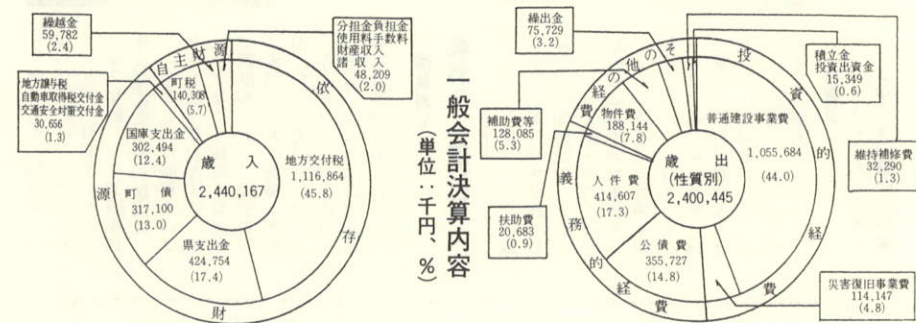 一般会計決算内容
(単位：千円、%)
歳入
2,440,167
自主財源
依存財源
繰越金
59,782
(2.4)
分担金負担金
使用料手数料
財産収入
諸収入
48,209
(2.0)
町税
140,308
(5.7)
地方譲与税
自動車取得税交付金
交通安全対策交付金
30,656
(1.3)
国庫支出金
302,494
(12.4)
町債
317,100
(13.0)
県支出金
424,754
(17.4)
地方交付税
1,116,864
(45.8)
歳出
(性質別)
2,400,445
投資的経費
義務的経費
その他の経費
繰出金
75,729
(3.2)
積立金
投資出資金
15,349
(0.6)
補助費等
128,085
(5.3)
物件費
188,144
(7.8)
普通建設事業費
1,055,684
(44.0)
維持補修費
32,290
(1.3)
人件費
414,607
(17.3)
扶助費
20,683
(0.9)
公債費
355,727
(14.8)
災害復旧事業費
114,147
(4.8)